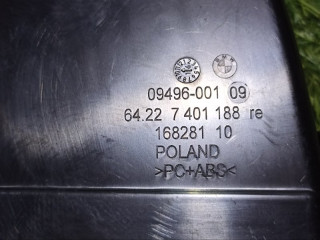 09496-001 09
64.22 7 401 188 re
168281 10
POLAND
>PC+ABS<